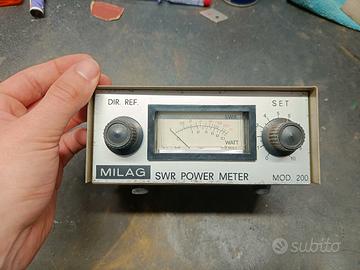 DIR. REF.
SET
SWR
WATT
MILAG SWR POWER METER MOD. 200
subito